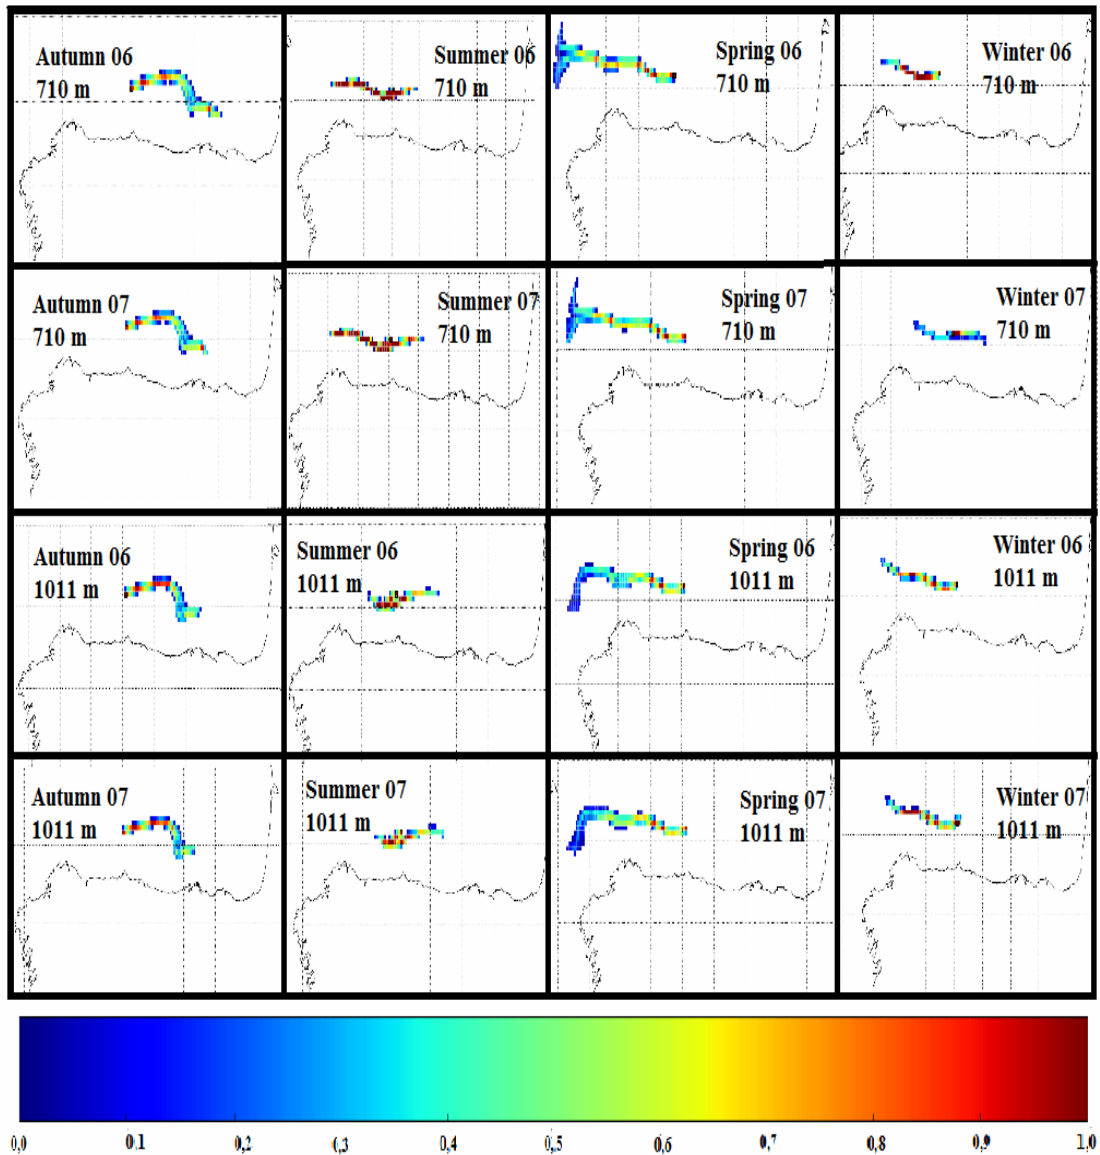 Autumn 06
710 m
Summer 06
710 m
Spring 06
710 m
Winter 06
710 m
Autumn 07
710 m
Summer 07
710 m
Spring 07
710 m
Winter 07
710 m
Autumn 06
1011 m
Summer 06
1011 m
Spring 06
1011 m
Winter 06
1011 m
Autumn 07
1011 m
Summer 07
1011 m
Spring 07
1011 m
Winter 07
1011 m
0,0 0,1 0,2 0,3 0,4 0,5 0,6 0,7 0,8 0,9 1,0